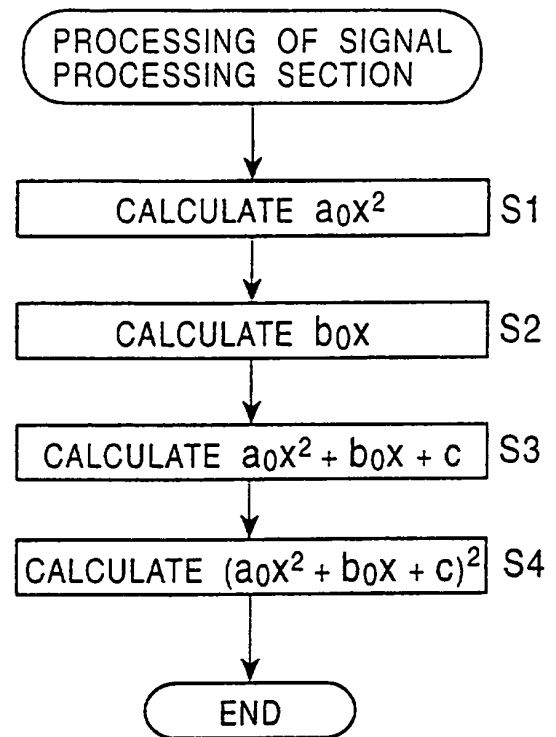 PROCESSING OF SIGNAL
PROCESSING SECTION
CALCULATE a₀x² S1
CALCULATE b₀x S2
CALCULATE a₀x² + b₀x + c S3
CALCULATE (a₀x² + b₀x + c)² S4
END